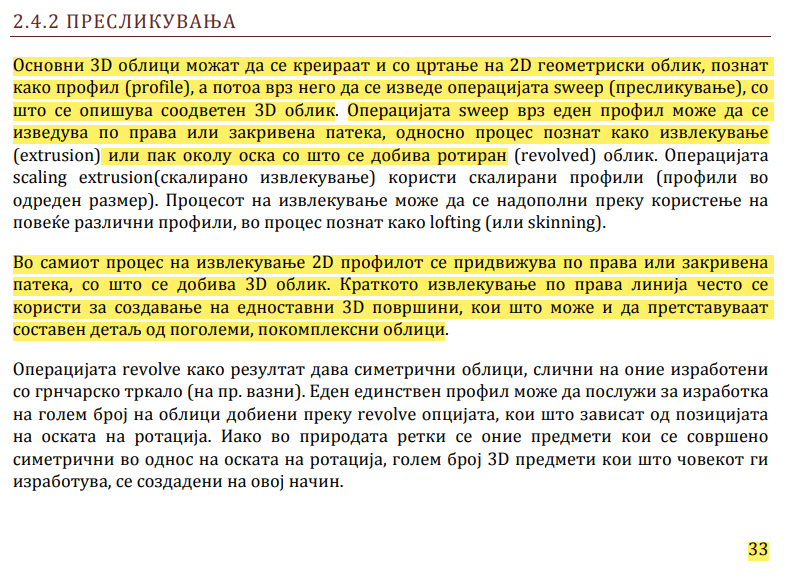 2.4.2 ПРЕСЛИКУВАЊА
Основни 3D облици можат да се креираат и со цртање на 2D геометриски облик, познат
како профил (profile), а потоа врз него да се изведе операцијата sweep (пресликување), со
што се опишува соодветен 3D облик. Операцијата sweep врз еден профил може да се
изведува по права или закривена патека, односно процес познат како извлекување
(extrusion) или пак околу оска со што се добива ротиран (revolved) облик. Операцијата
scaling extrusion(скалирано извлекување) користи скалирани профили (профили во
одреден размер). Процесот на извлекување може да се надополни преку користење на
повеќе различни профили, во процес познат како lofting (или skinning).
Во самиот процес на извлекување 2D профилот се придвижува по права или закривена
патека, со што се добива 3D облик. Краткото извлекување по права линија често се
користи за создавање на едноставни 3D површини, кои што може и да претставуваат
составен детаљ од поголеми, покомплексни облици.
Операцијата revolve како резултат дава симетрични облици, слични на оние изработени
со грнчарско тркало (на пр. вазни). Еден единствен профил може да послужи за изработка
на голем број на облици добиени преку revolve опцијата, кои што зависат од позицијата
на оската на ротација. Иако во природата ретки се оние предмети кои се совршено
симетрични во однос на оската на ротација, голем број 3D предмети кои што човекот ги
изработува, се создадени на овој начин.
33